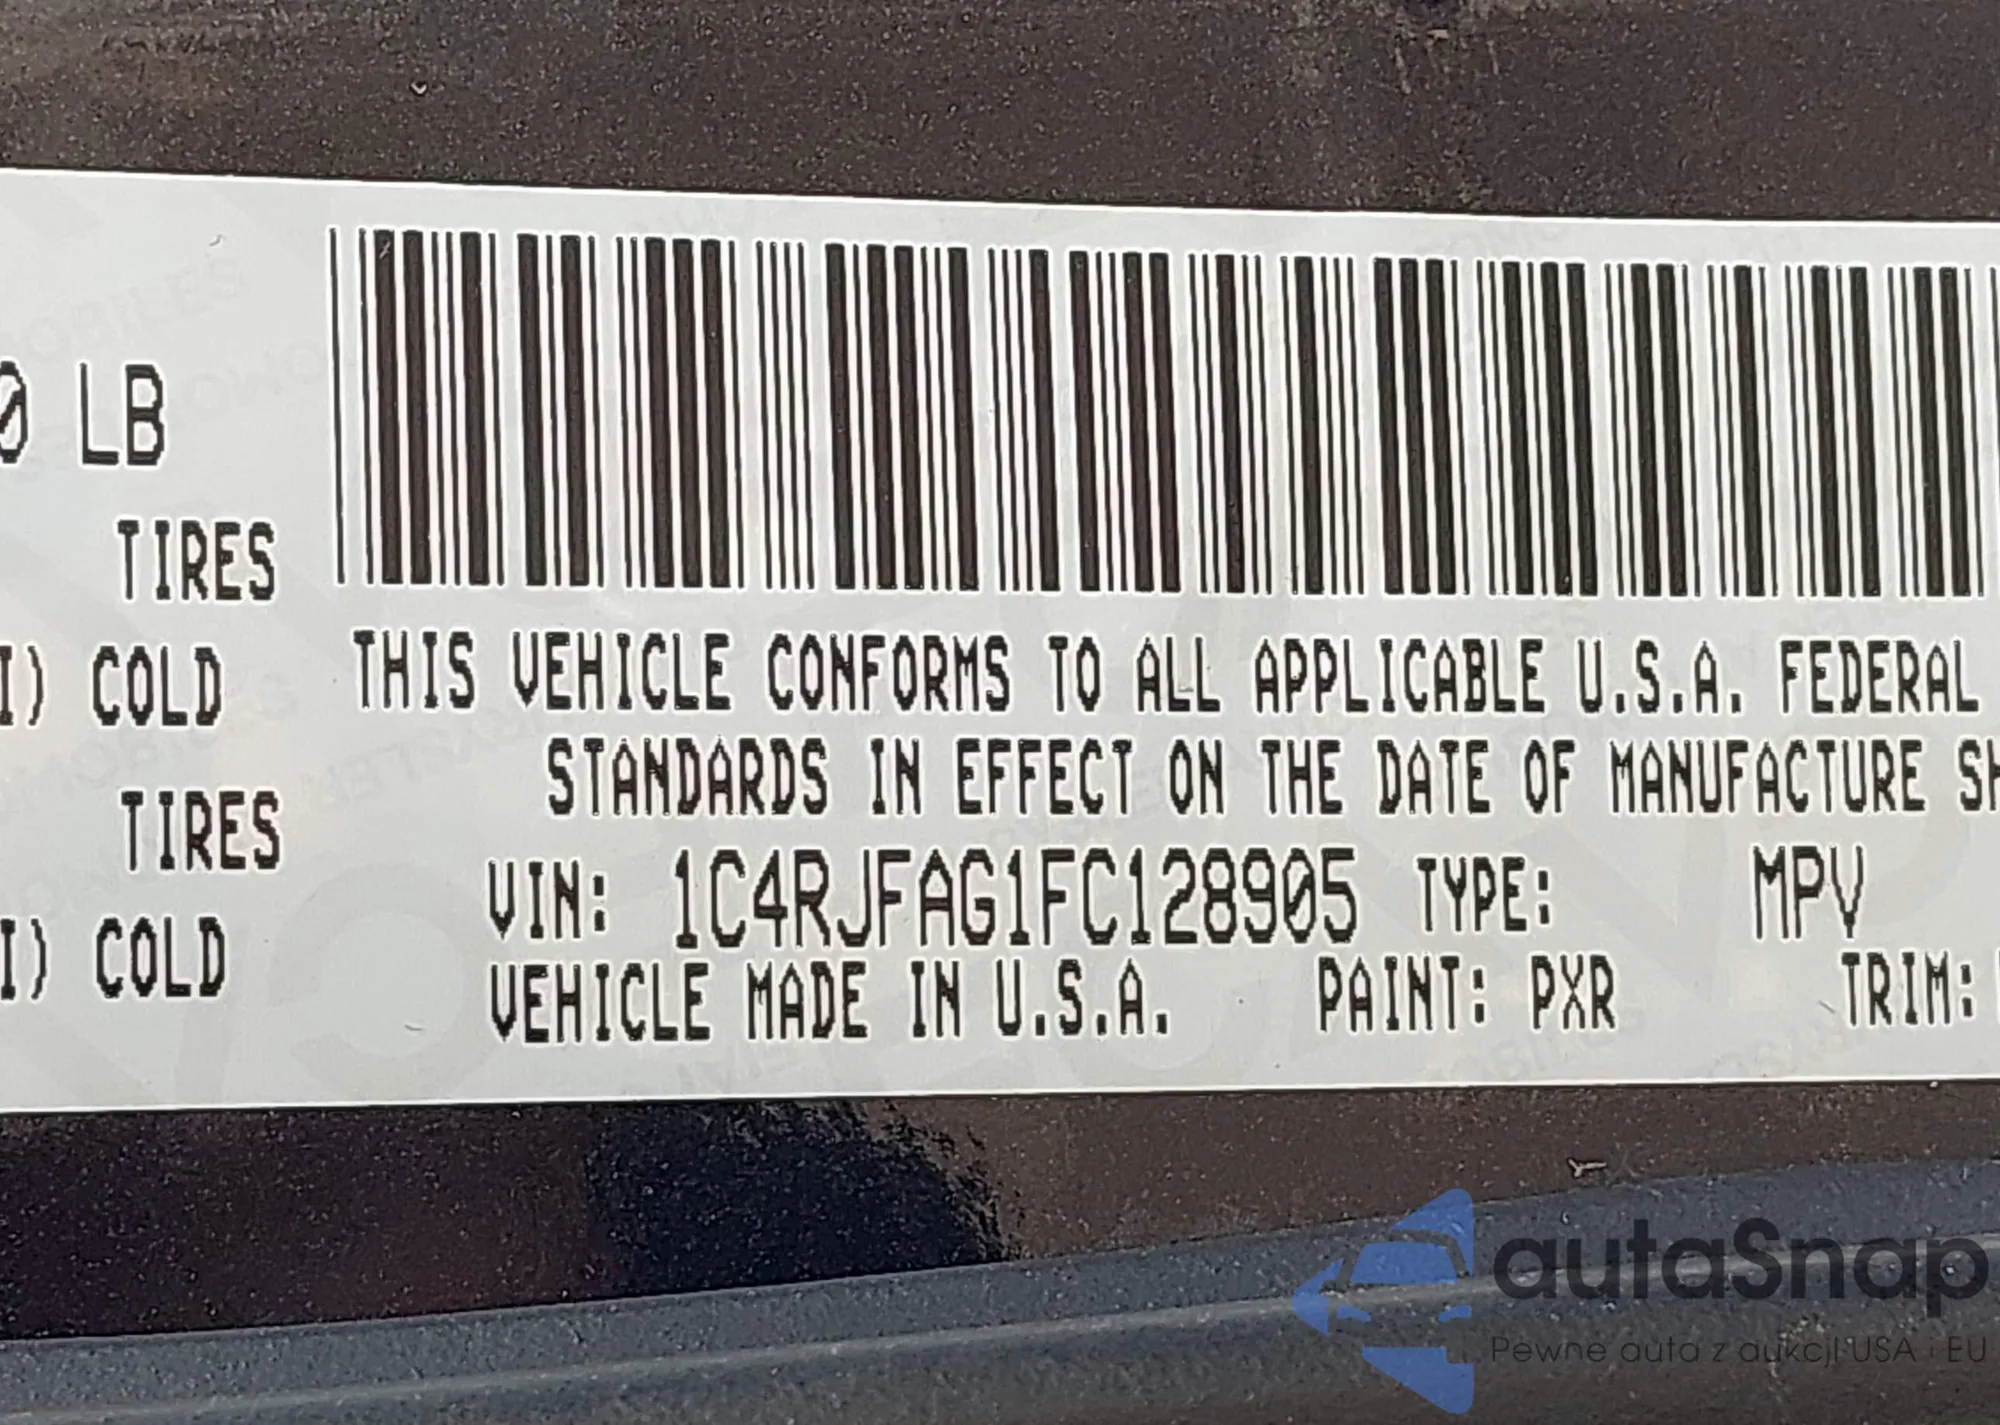 0 LB
TIRES
I) COLD
TIRES
I) COLD
THIS VEHICLE CONFORMS TO ALL APPLICABLE U.S.A. FEDERAL
STANDARDS IN EFFECT ON THE DATE OF MANUFACTURE SH
VIN: 1C4RJFAG1FC128905 TYPE: MPV
VEHICLE MADE IN U.S.A. PAINT: PXR TRIM:
autaSnap
Pewne auta z aukcji USA i EU